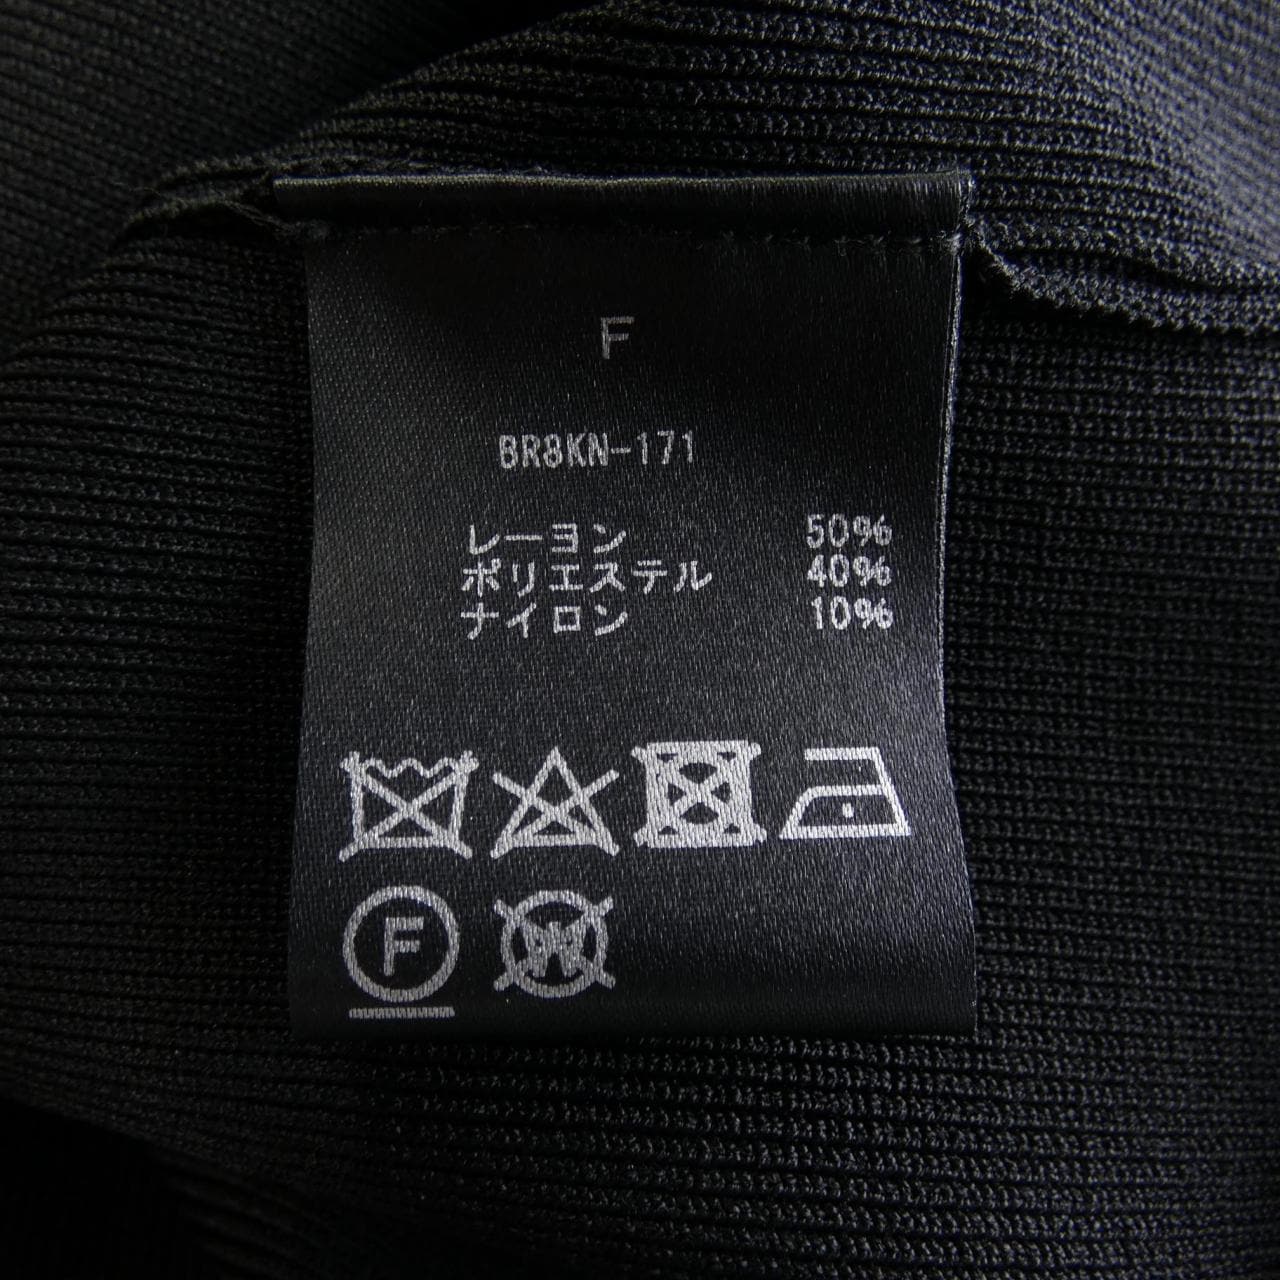 F
BR8KN-171
レーヨン 50%
ポリエステル 40%
ナイロン 10%
F
W